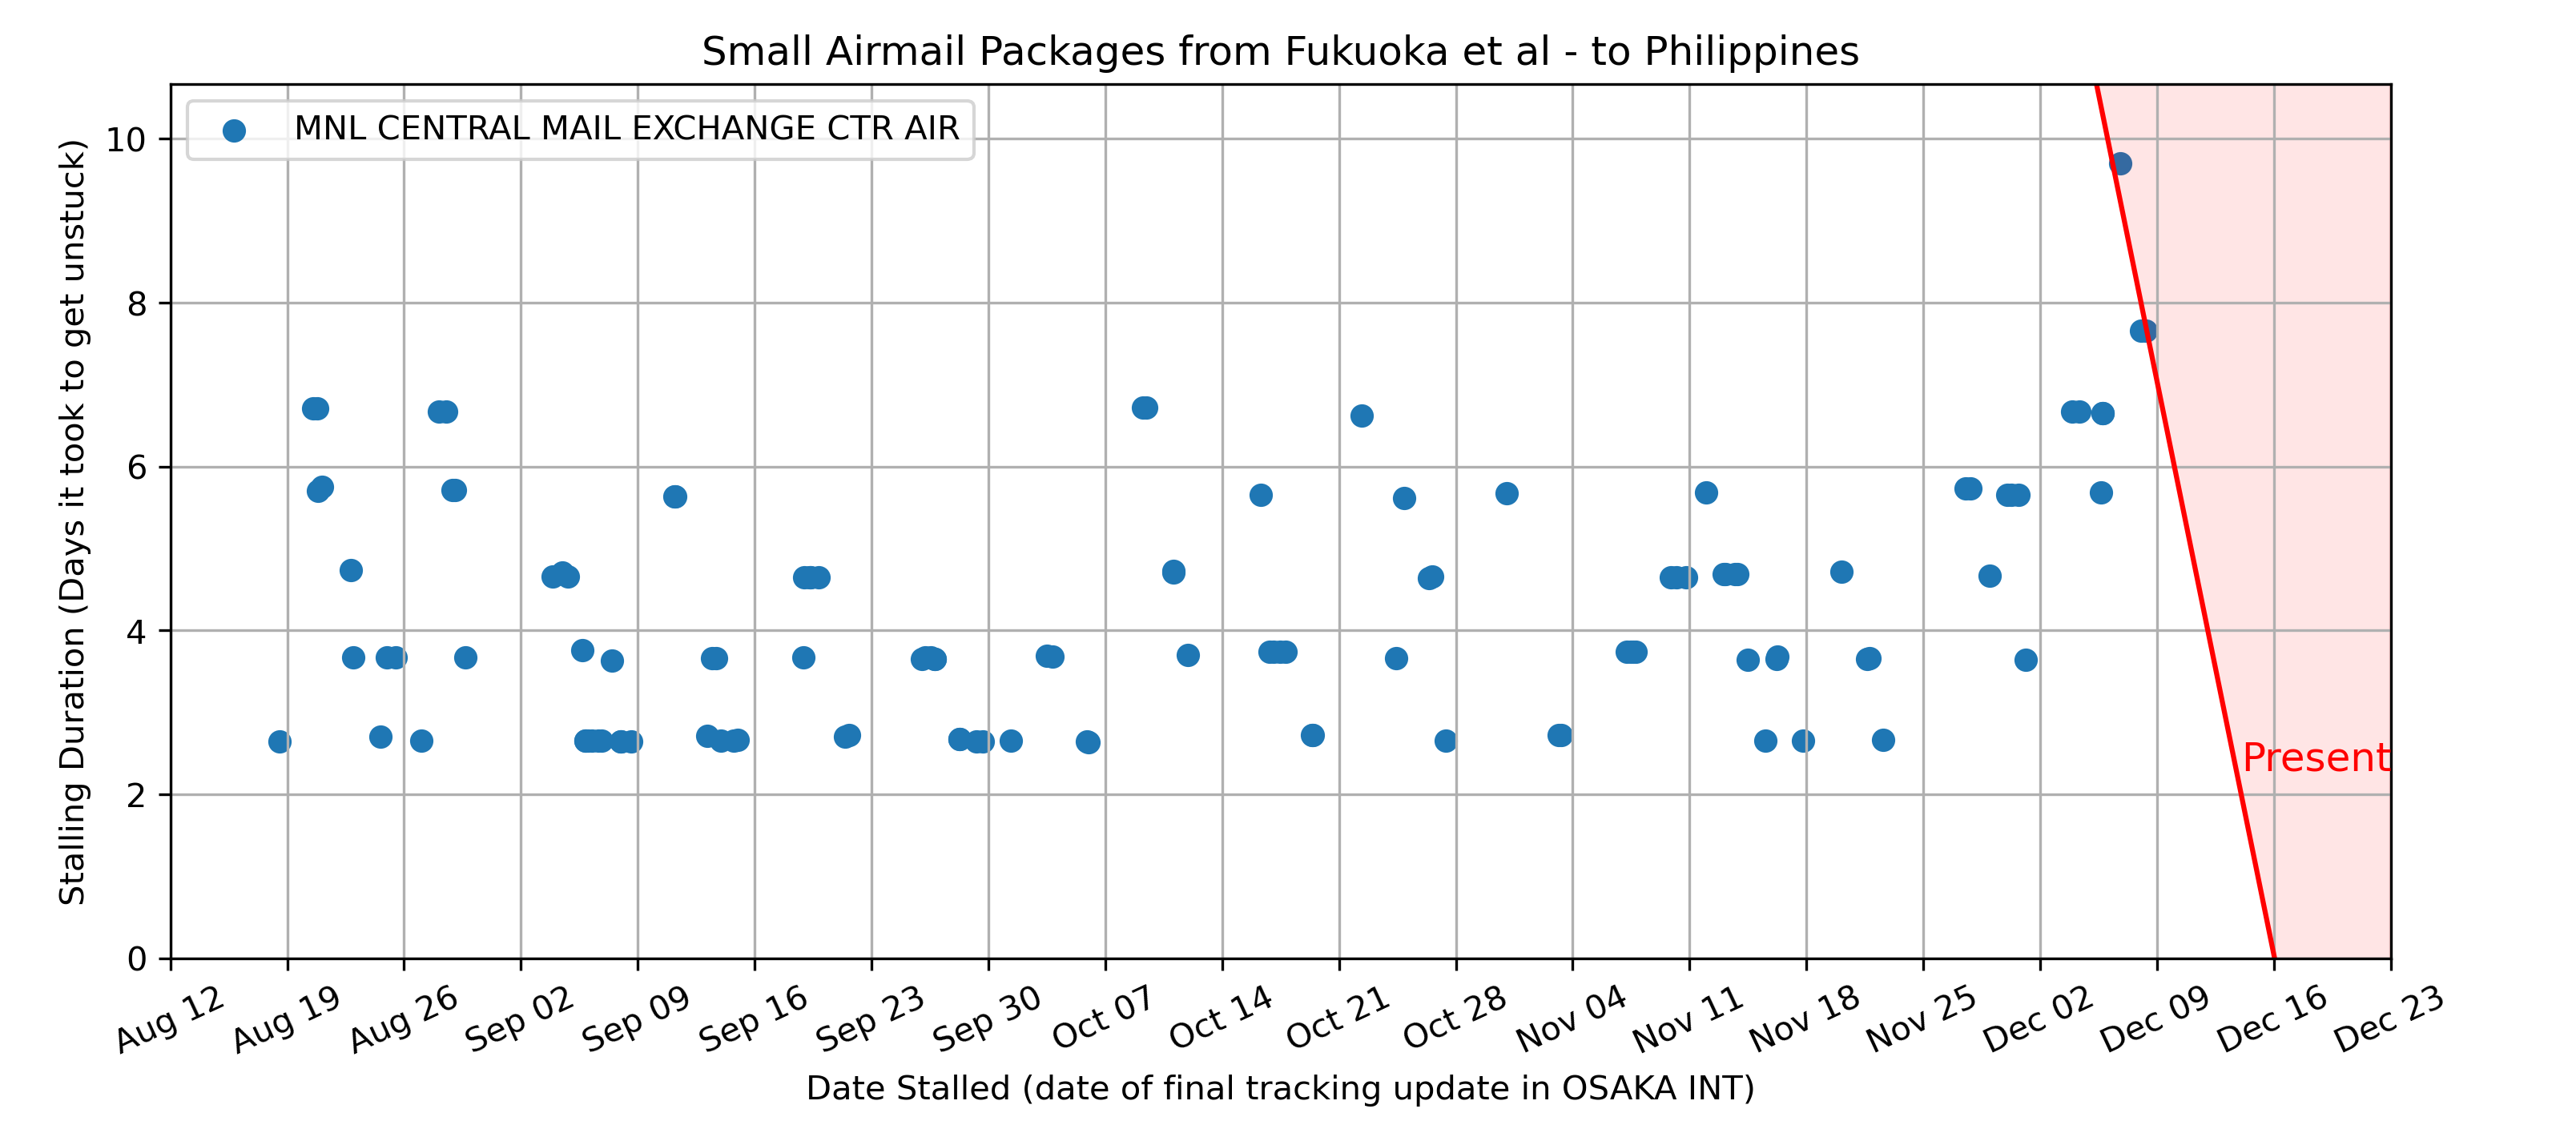 Small Airmail Packages from Fukuoka et al - to Philippines
MNL CENTRAL MAIL EXCHANGE CTR AIR
Stalling Duration (Days it took to get unstuck)
10
8
6
4
2
0
Present
Aug 12
Aug 19
Aug 26
Sep 02
Sep 09
Sep 16
Sep 23
Sep 30
Oct 07
Oct 14
Oct 21
Oct 28
Nov 04
Nov 11
Nov 18
Nov 25
Dec 02
Dec 09
Dec 16
Dec 23
Date Stalled (date of final tracking update in OSAKA INT)